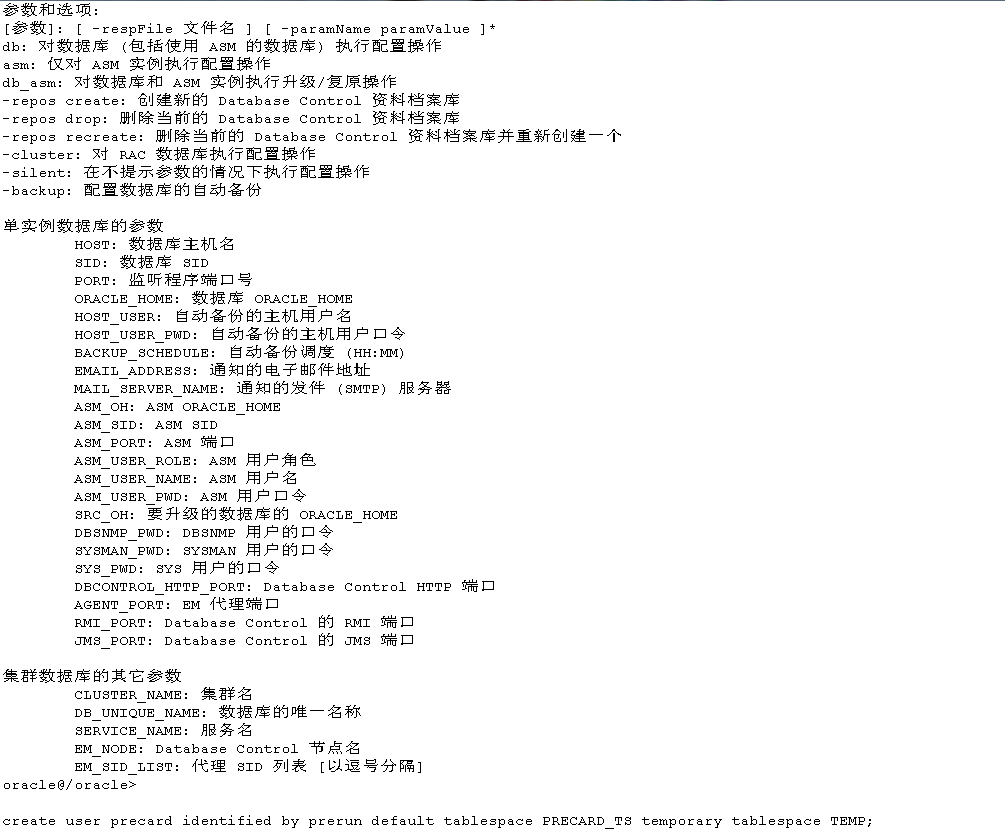 参数和选项:
[参数]: [ -respFile 文件名 ] [ -paramName paramValue ]*
db: 对数据库 (包括使用 ASM 的数据库) 执行配置操作
asm: 仅对 ASM 实例执行配置操作
db_asm: 对数据库和 ASM 实例执行升级/复原操作
-repos create: 创建新的 Database Control 资料档案库
-repos drop: 删除当前的 Database Control 资料档案库
-repos recreate: 删除当前的 Database Control 资料档案库并重新创建一个
-cluster: 对 RAC 数据库执行配置操作
-silent: 在不提示参数的情况下执行配置操作
-backup: 配置数据库的自动备份
单实例数据库的参数
HOST: 数据库主机名
SID: 数据库 SID
PORT: 监听程序端口号
ORACLE_HOME: 数据库 ORACLE_HOME
HOST_USER: 自动备份的主机用户名
HOST_USER_PWD: 自动备份的主机用户口令
BACKUP_SCHEDULE: 自动备份调度 (HH:MM)
EMAIL_ADDRESS: 通知的电子邮件地址
MAIL_SERVER_NAME: 通知的发件 (SMTP) 服务器
ASM_OH: ASM ORACLE_HOME
ASM_SID: ASM SID
ASM_PORT: ASM 端口
ASM_USER_ROLE: ASM 用户角色
ASM_USER_NAME: ASM 用户名
ASM_USER_PWD: ASM 用户口令
SRC_OH: 要升级的数据库的 ORACLE_HOME
DBSNMP_PWD: DBSNMP 用户的口令
SYSMAN_PWD: SYSMAN 用户的口令
SYS_PWD: SYS 用户的口令
DBCONTROL_HTTP_PORT: Database Control HTTP 端口
AGENT_PORT: EM 代理端口
RMI_PORT: Database Control 的 RMI 端口
JMS_PORT: Database Control 的 JMS 端口
集群数据库的其它参数
CLUSTER_NAME: 集群名
DB_UNIQUE_NAME: 数据库的唯一名称
SERVICE_NAME: 服务名
EM_NODE: Database Control 节点名
EM_SID_LIST: 代理 SID 列表 [以逗号分隔]
oracle@/oracle>
create user precard identified by prerun default tablespace PRECARD_TS temporary tablespace TEMP;